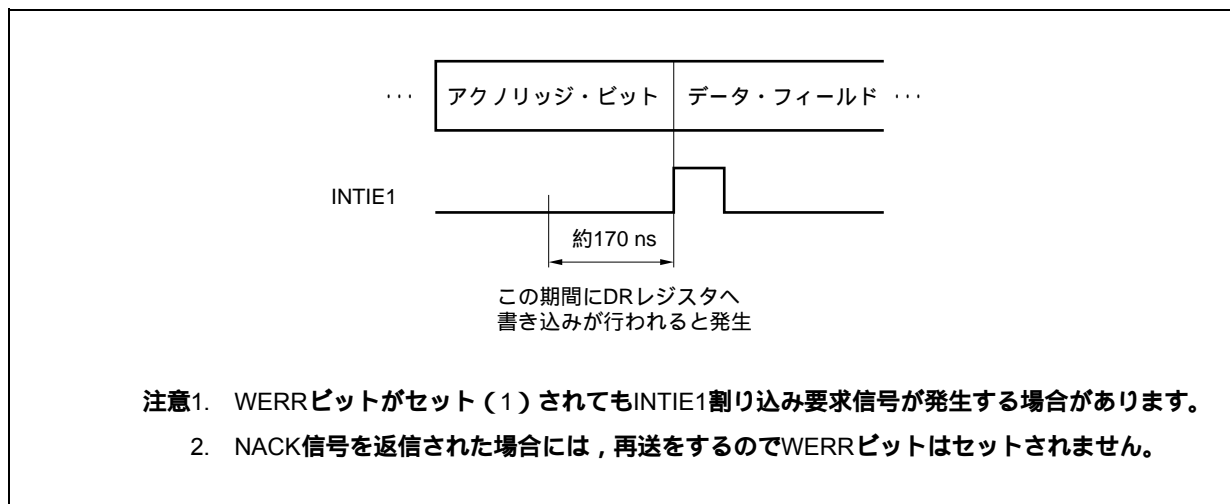 ··· アクノリッジ・ビット データ・フィールド ···
INTIE1
約170 ns
この期間にDRレジスタへ
書き込みが行われると発生
注意1. WERRビットがセット（1）されてもINTIE1割り込み要求信号が発生する場合があります。
2. NACK信号を返信された場合には，再送をするのでWERRビットはセットされません。